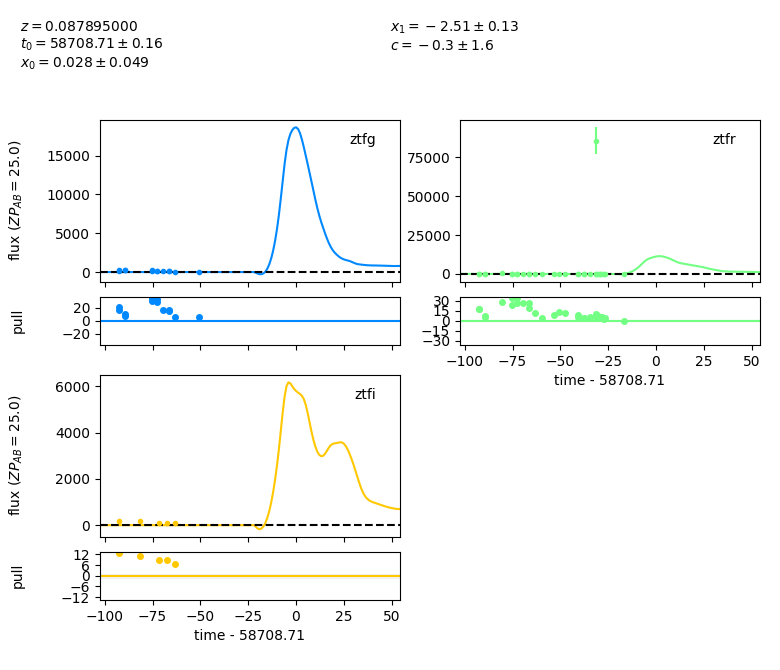 z = 0.087895000
t₀ = 58708.71 ± 0.16
x₀ = 0.028 ± 0.049
x₁ = −2.51 ± 0.13
c = −0.3 ± 1.6
ztfg
flux (ZP_AB = 25.0)
15000
10000
5000
0
ztfr
75000
50000
25000
0
pull
20
0
−20
30
15
0
−15
−30
−100 −75 −50 −25 0 25 50
time - 58708.71
ztfi
flux (ZP_AB = 25.0)
6000
4000
2000
0
pull
12
6
0
−6
−12
−100 −75 −50 −25 0 25 50
time - 58708.71